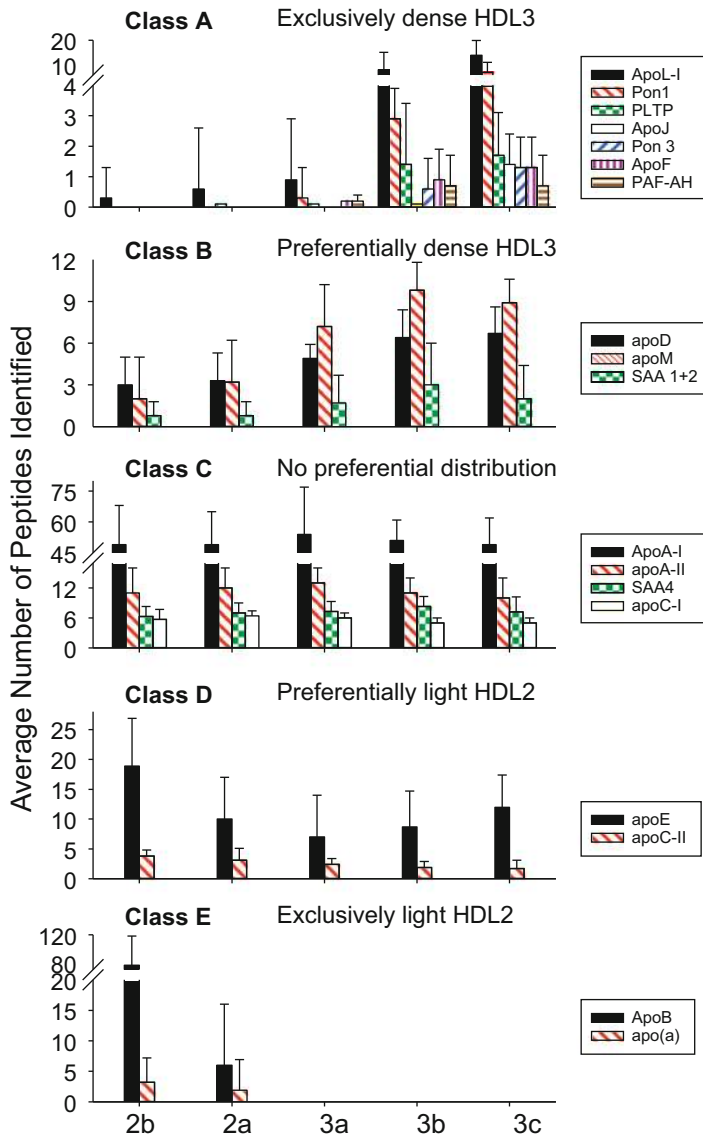 Class A Exclusively dense HDL3
20
10
4
3
2
1
0
ApoL-I
Pon1
PLTP
ApoJ
Pon 3
ApoF
PAF-AH
Class B Preferentially dense HDL3
12
9
6
3
0
apoD
apoM
SAA 1+2
Average Number of Peptides Identified
Class C No preferential distribution
75
60
45
12
6
0
ApoA-I
apoA-II
SAA4
apoC-I
Class D Preferentially light HDL2
25
20
15
10
5
0
apoE
apoC-II
Class E Exclusively light HDL2
120
80
20
15
10
5
0
ApoB
apo(a)
2b 2a 3a 3b 3c